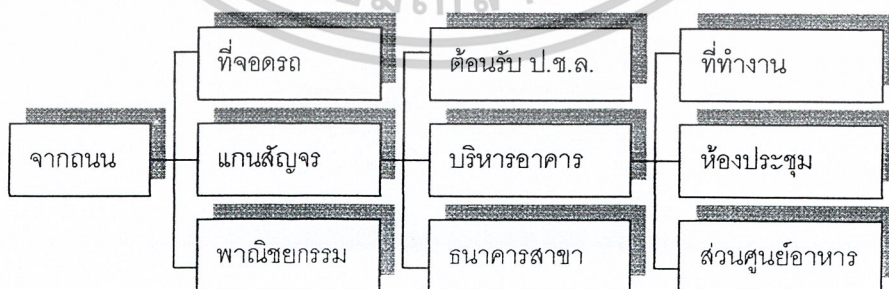 ที่จอดรถ
ต้อนรับ ป.ช.ล.
ที่ทำงาน
จากถนน
แกนสัญจร
บริหารอาคาร
ห้องประชุม
พาณิชยกรรม
ธนาคารสาขา
ส่วนศูนย์อาหาร